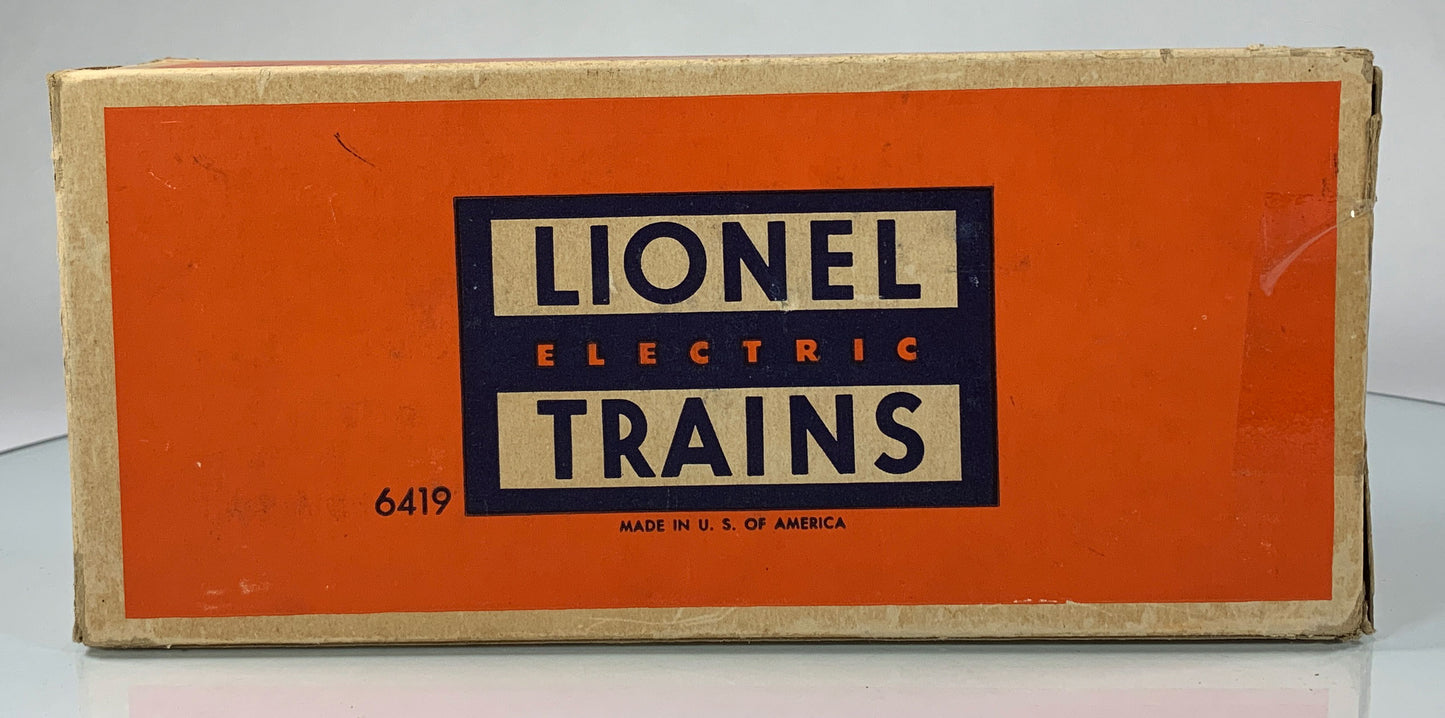 LIONEL
ELECTRIC
TRAINS
6419
MADE IN U. S. OF AMERICA